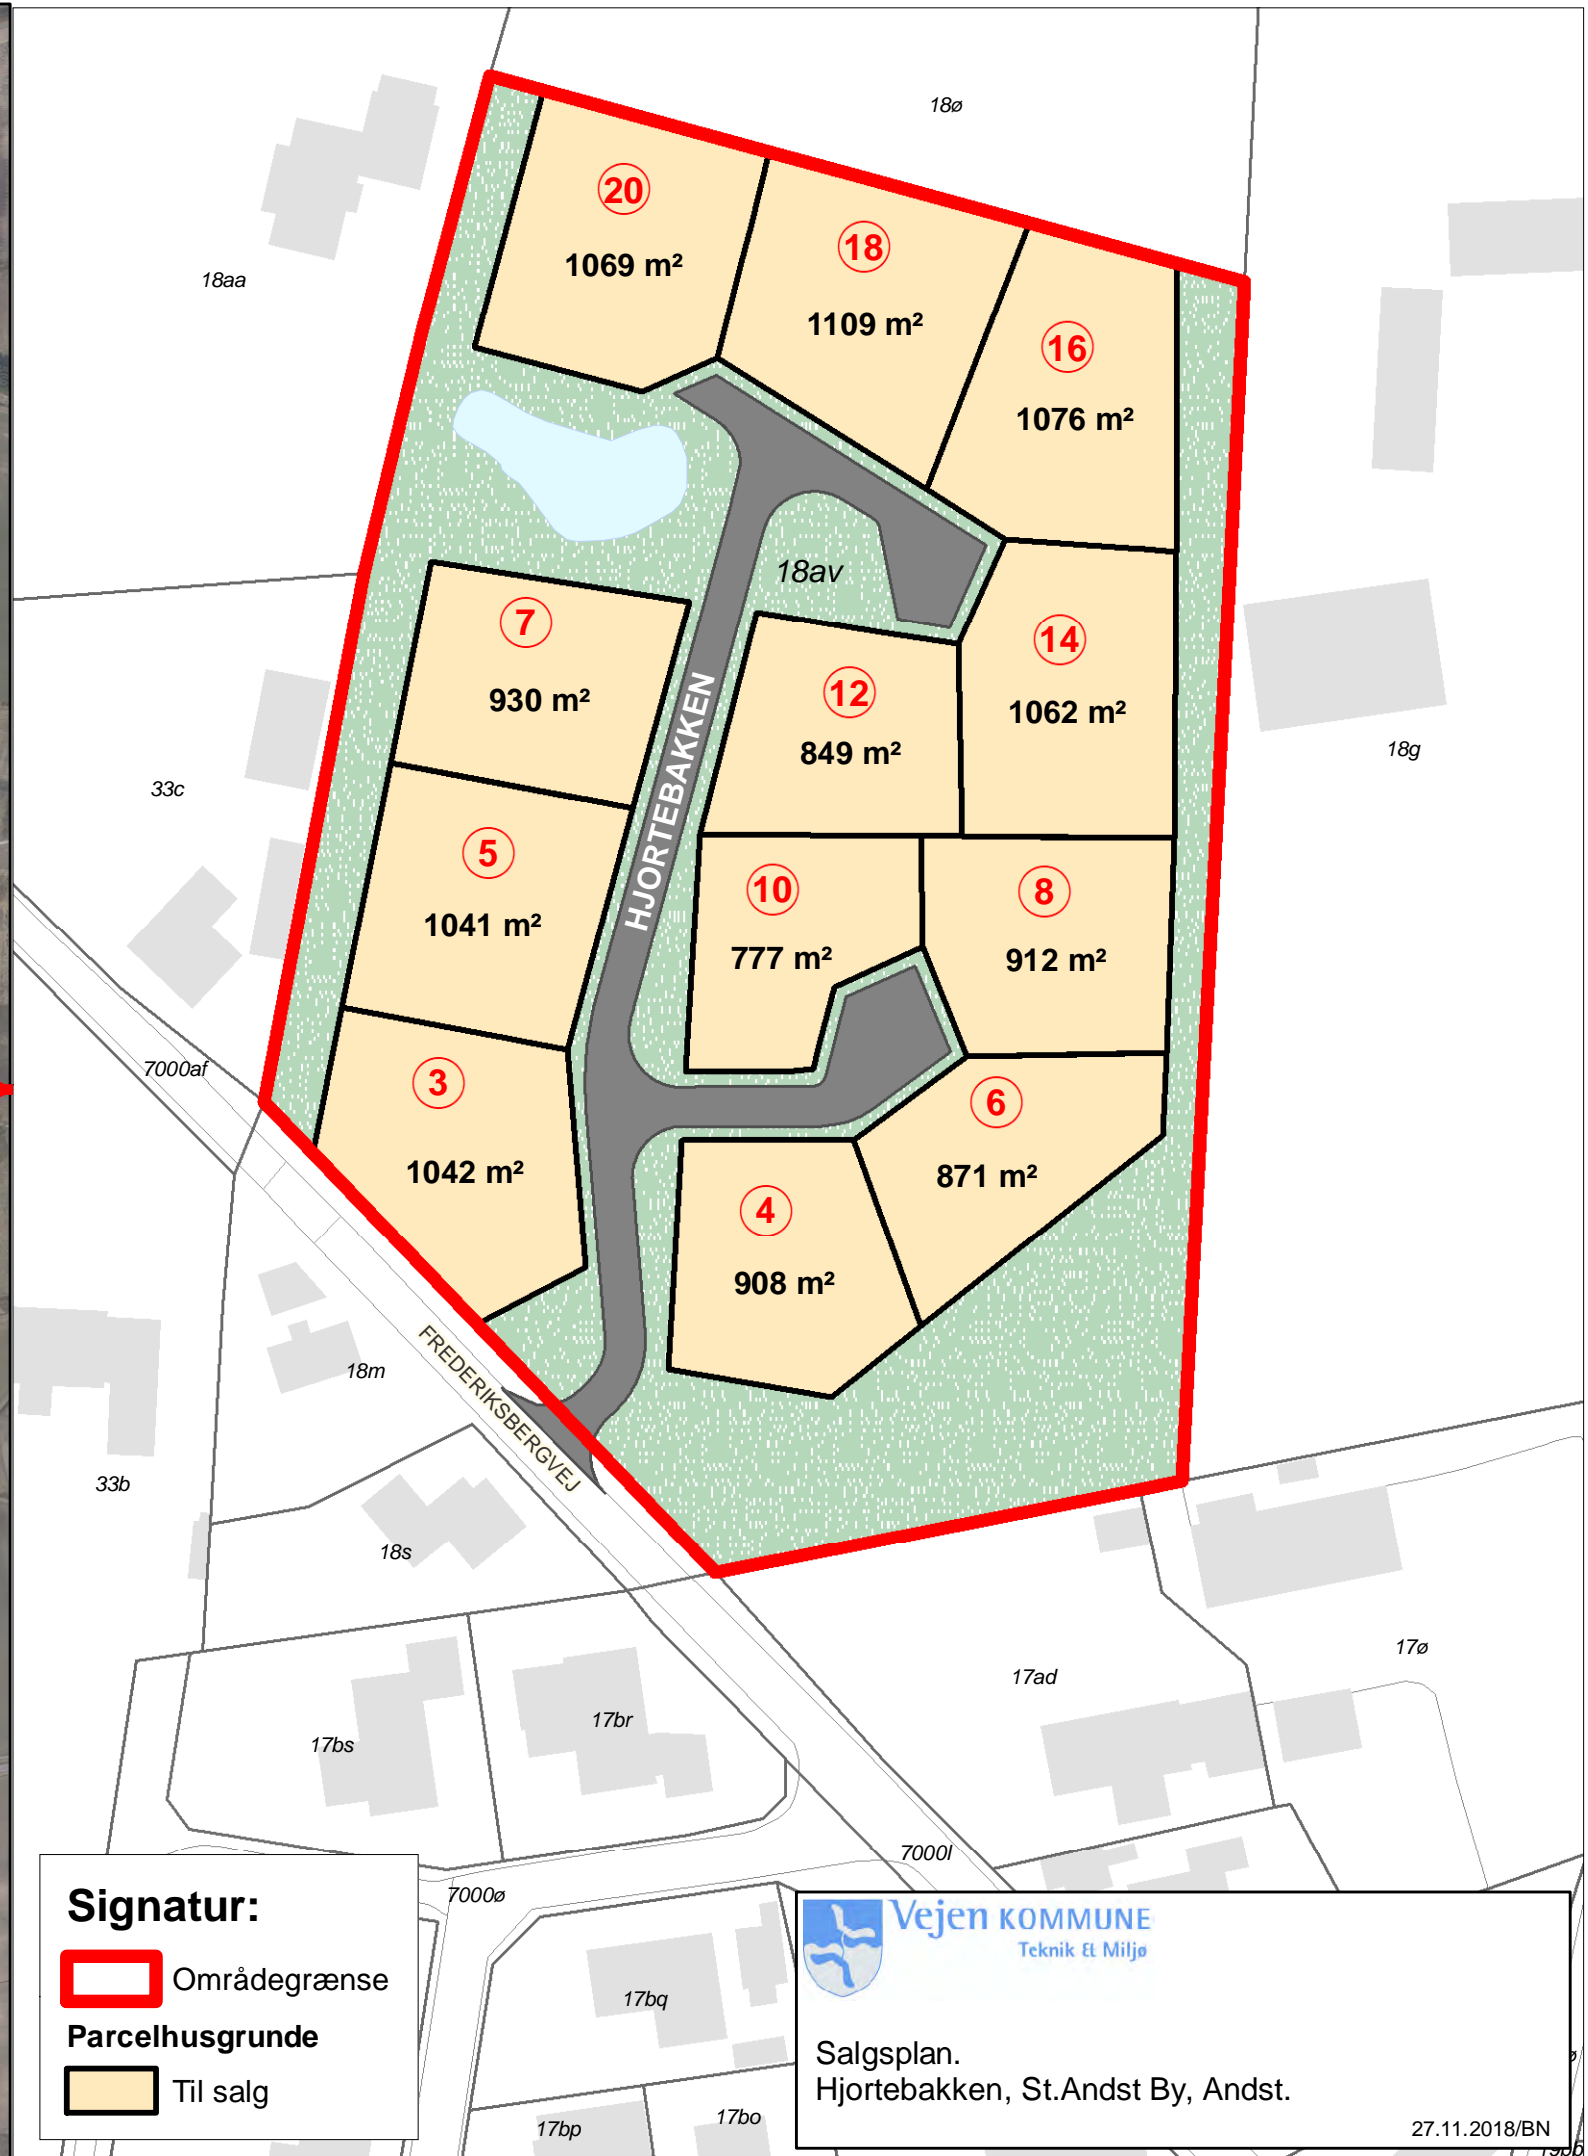 18ø
20
1069 m²
18
1109 m²
18aa
16
1076 m²
18av
7
930 m²
14
1062 m²
12
849 m²
18g
33c
HJORTEBAKKEN
5
1041 m²
10
777 m²
8
912 m²
7000af
3
1042 m²
6
871 m²
4
908 m²
18m
FREDERIKSBERGVEJ
33b
18s
17ø
17ad
17br
17bs
7000l
7000ø
17bq
17bo
17bp
Signatur:
Områdegrænse
Parcelhusgrunde
Til salg
Vejen KOMMUNE
Teknik & Miljø
Salgsplan.
Hjortebakken, St.Andst By, Andst.
27.11.2018/BN